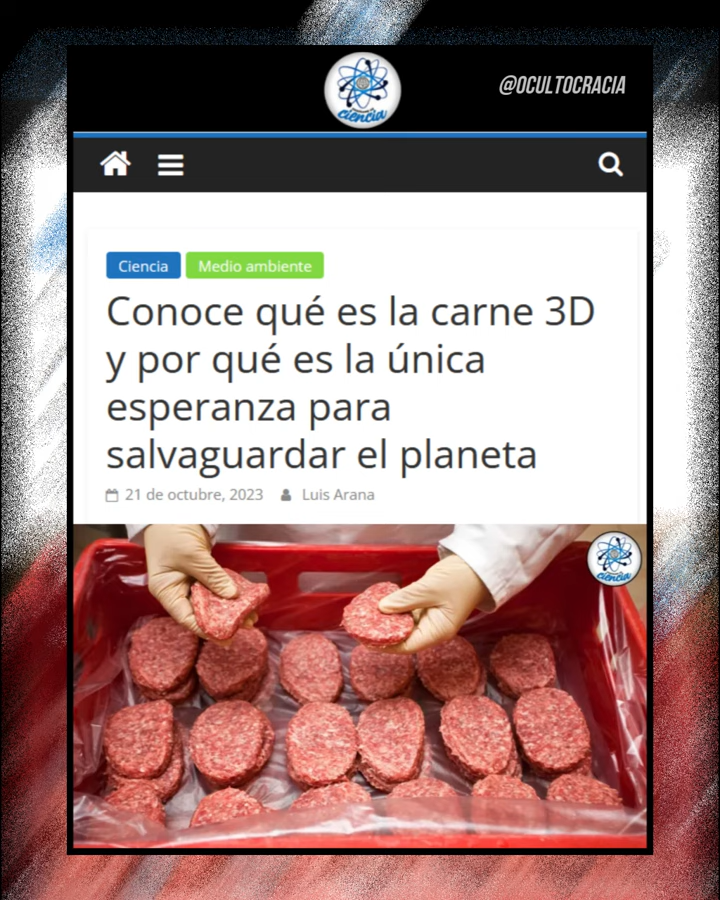 ciencia
@OCULTOCRACIA
Ciencia
Medio ambiente
Conoce qué es la carne 3D
y por qué es la única
esperanza para
salvaguardar el planeta
21 de octubre, 2023
Luis Arana
ciencia